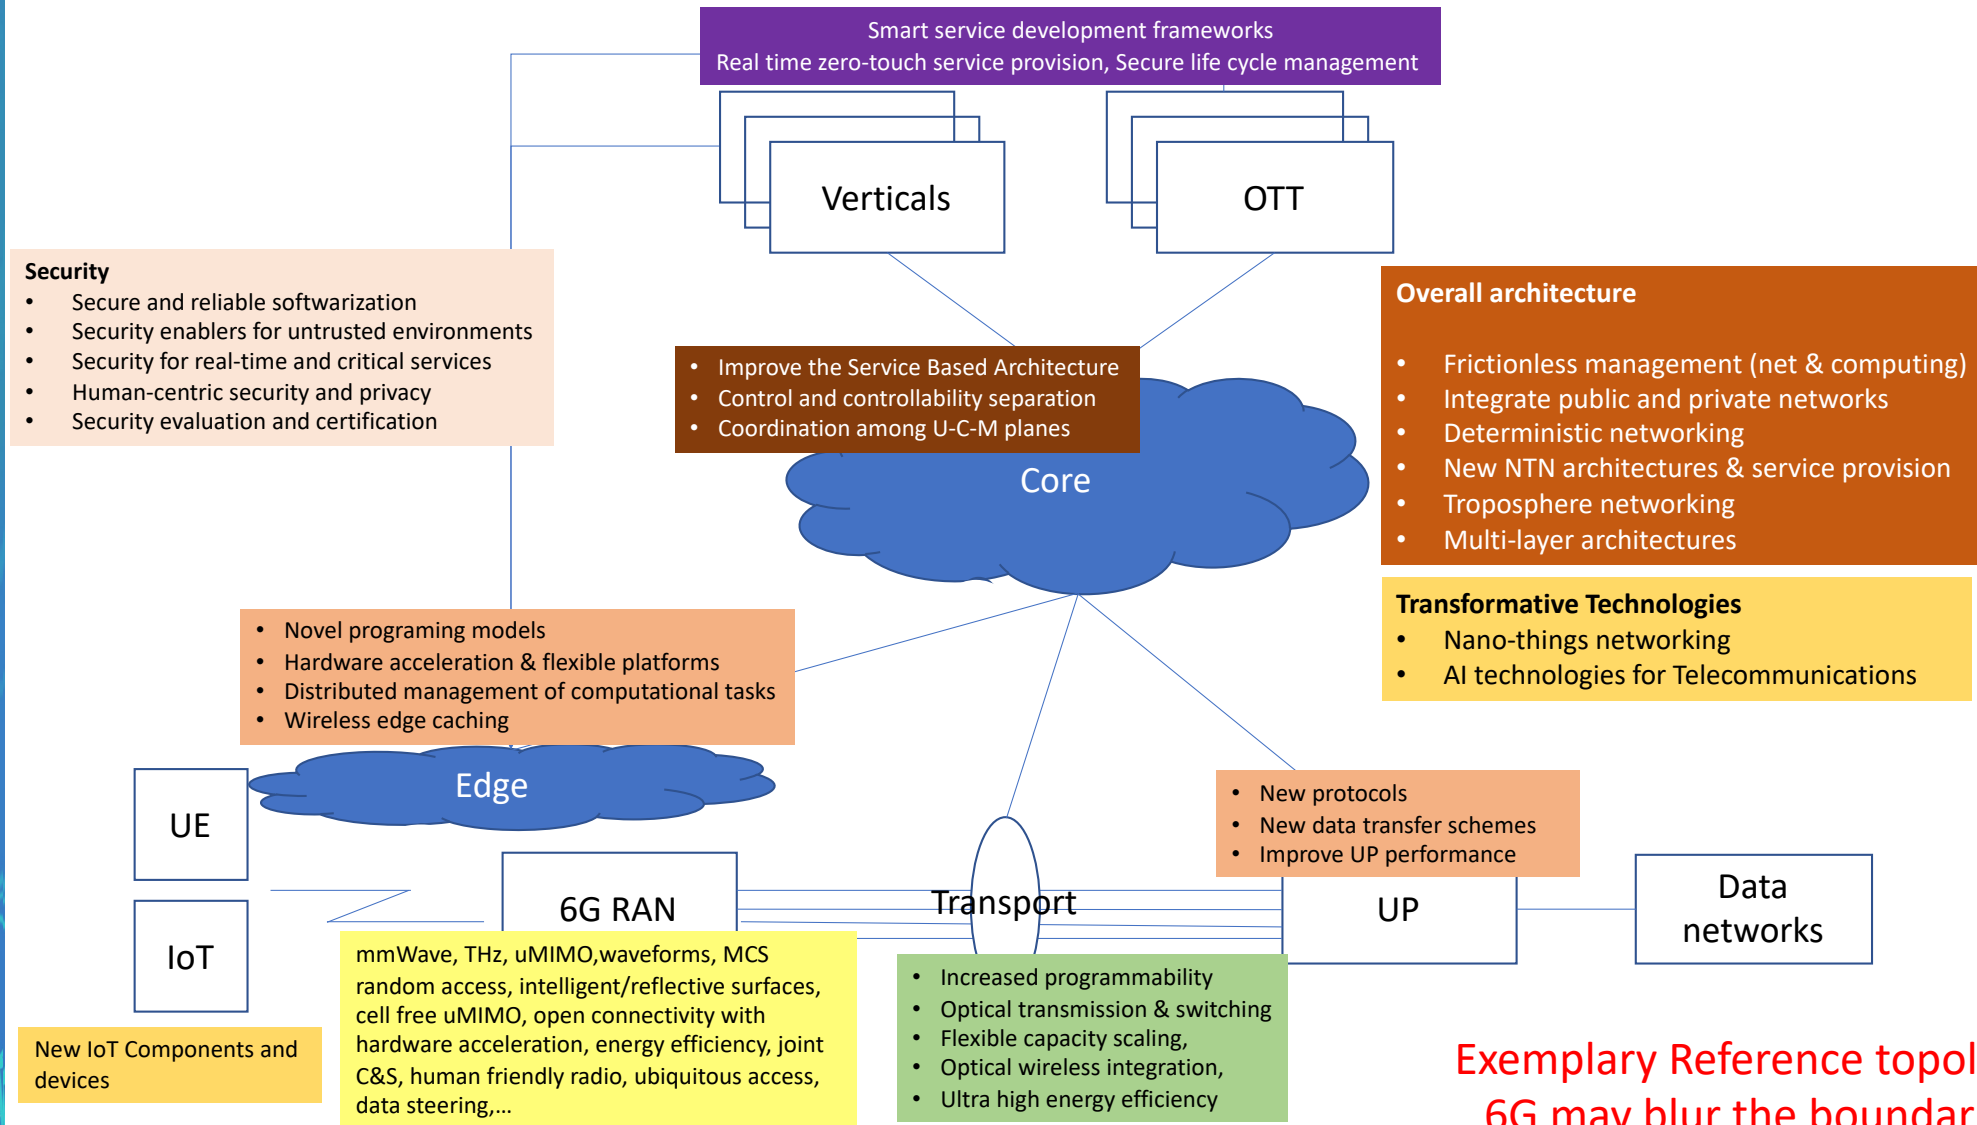 Smart service development frameworks
Real time zero-touch service provision, Secure life cycle management
Verticals
OTT
Security
• Secure and reliable softwarization
• Security enablers for untrusted environments
• Security for real-time and critical services
• Human-centric security and privacy
• Security evaluation and certification
• Improve the Service Based Architecture
• Control and controllability separation
• Coordination among U-C-M planes
Core
Overall architecture
• Frictionless management (net & computing)
• Integrate public and private networks
• Deterministic networking
• New NTN architectures & service provision
• Troposphere networking
• Multi-layer architectures
Transformative Technologies
• Nano-things networking
• AI technologies for Telecommunications
• Novel programing models
• Hardware acceleration & flexible platforms
• Distributed management of computational tasks
• Wireless edge caching
Edge
UE
IoT
New IoT Components and
devices
6G RAN
mmWave, THz, uMIMO,waveforms, MCS
random access, intelligent/reflective surfaces,
cell free uMIMO, open connectivity with
hardware acceleration, energy efficiency, joint
C&S, human friendly radio, ubiquitous access,
data steering,...
Transport
• Increased programmability
• Optical transmission & switching
• Flexible capacity scaling,
• Optical wireless integration,
• Ultra high energy efficiency
• New protocols
• New data transfer schemes
• Improve UP performance
UP
Data
networks
Exemplary Reference topol
6G may blur the boundar